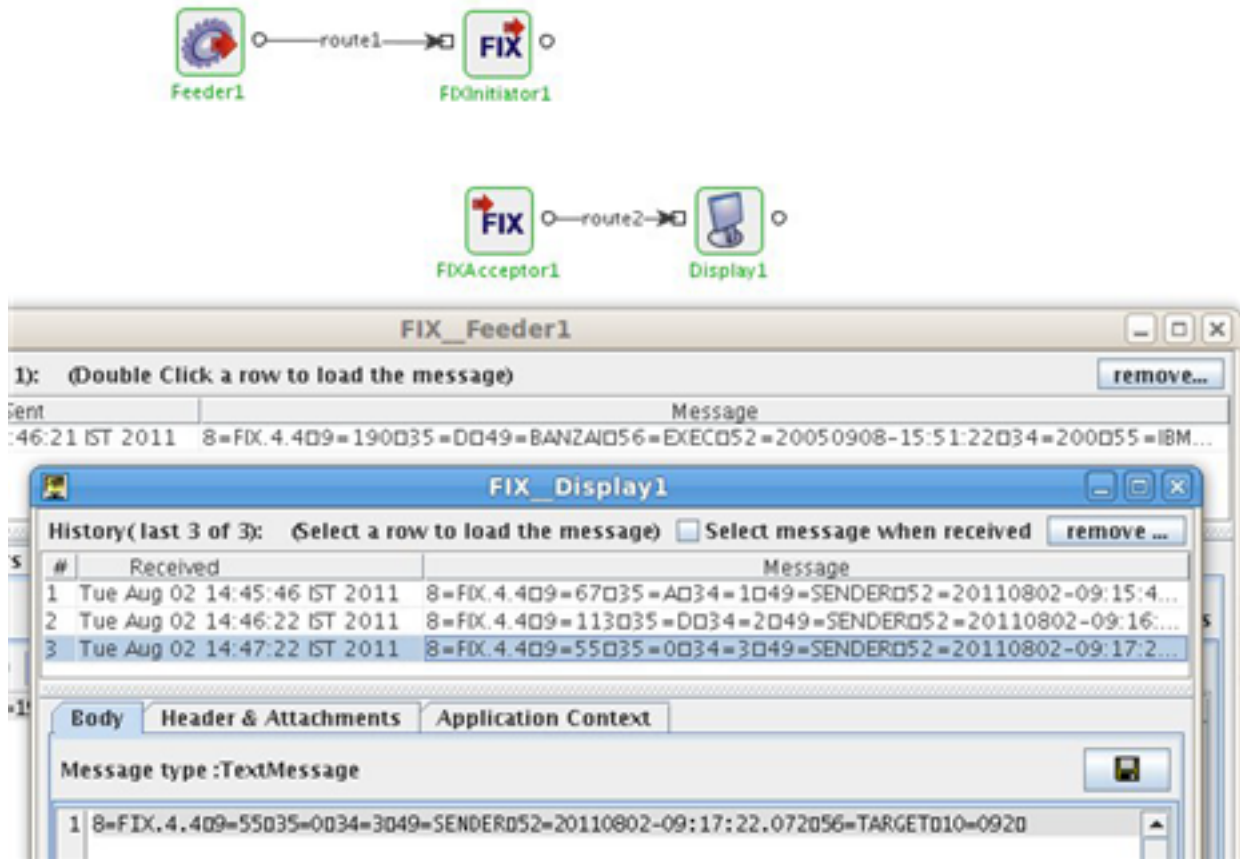 route1
FIX
Feeder1
FIXInitiator1
FIX
route2
FIXAcceptor1
Display1
FIX__Feeder1
1): (Double Click a row to load the message) remove...
Sent Message
:46:21 IST 2011 8=FIX.4.4□9=190□35=D□49=BANZAI□56=EXEC□52=20050908-15:51:22□34=200□55=IBM...
FIX__Display1
History( last 3 of 3): (Select a row to load the message) Select message when received remove ...
s # Received Message
1 Tue Aug 02 14:45:46 IST 2011 8=FIX.4.4□9=67□35=A□34=1□49=SENDER□52=20110802-09:15:4...
2 Tue Aug 02 14:46:22 IST 2011 8=FIX.4.4□9=113□35=D□34=2□49=SENDER□52=20110802-09:16:... s
3 Tue Aug 02 14:47:22 IST 2011 8=FIX.4.4□9=55□35=0□34=3□49=SENDER□52=20110802-09:17:2...
Body Header & Attachments Application Context
Message type :TextMessage
1 8=FIX.4.4□9=55□35=0□34=3□49=SENDER□52=20110802-09:17:22.072□56=TARGET□10=092□